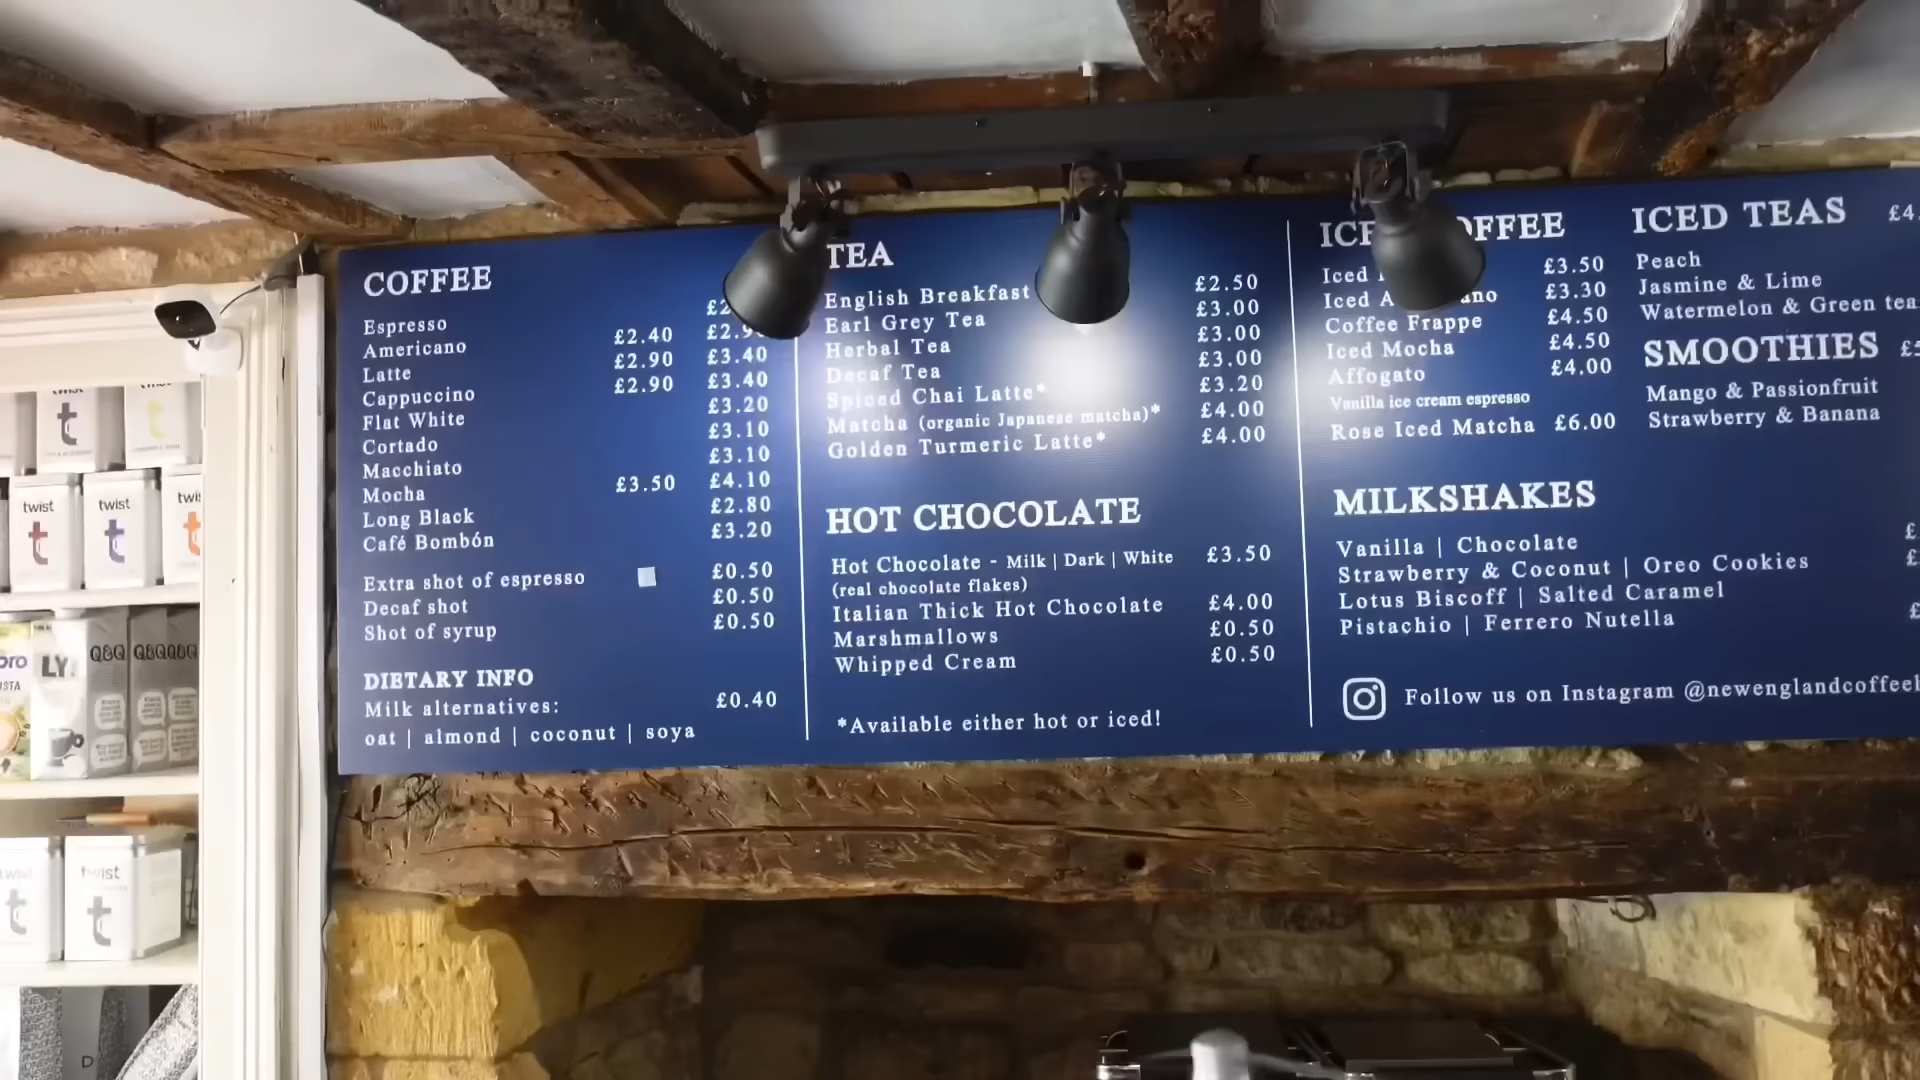 COFFEE
Espresso
Americano £2.40
Latte £2.90 £3.40
Cappuccino £2.90 £3.40
Flat White £3.20
Cortado £3.10
Macchiato £3.10
Mocha £3.50 £4.10
Long Black £2.80
Café Bombón £3.20
Extra shot of espresso £0.50
Decaf shot £0.50
Shot of syrup £0.50
DIETARY INFO
Milk alternatives: £0.40
oat | almond | coconut | soya
TEA
English Breakfast £2.50
Earl Grey Tea £3.00
Herbal Tea £3.00
Decaf Tea £3.00
Spiced Chai Latte* £3.20
Matcha (organic Japanese matcha)* £4.00
Golden Turmeric Latte* £4.00
HOT CHOCOLATE
Hot Chocolate - Milk | Dark | White £3.50
(real chocolate flakes)
Italian Thick Hot Chocolate £4.00
Marshmallows £0.50
Whipped Cream £0.50
*Available either hot or iced!
Iced £3.50
Iced £3.30
Coffee Frappe £4.50
Iced Mocha £4.50
Affogato £4.00
Vanilla ice cream espresso
Rose Iced Matcha £6.00
ICED TEAS
Peach
Jasmine & Lime
Watermelon & Green tea
SMOOTHIES
Mango & Passionfruit
Strawberry & Banana
MILKSHAKES
Vanilla | Chocolate
Strawberry & Coconut | Oreo Cookies
Lotus Biscoff | Salted Caramel
Pistachio | Ferrero Nutella
Follow us on Instagram @newenglandcoffee
twist
twist
Q&Q
twist